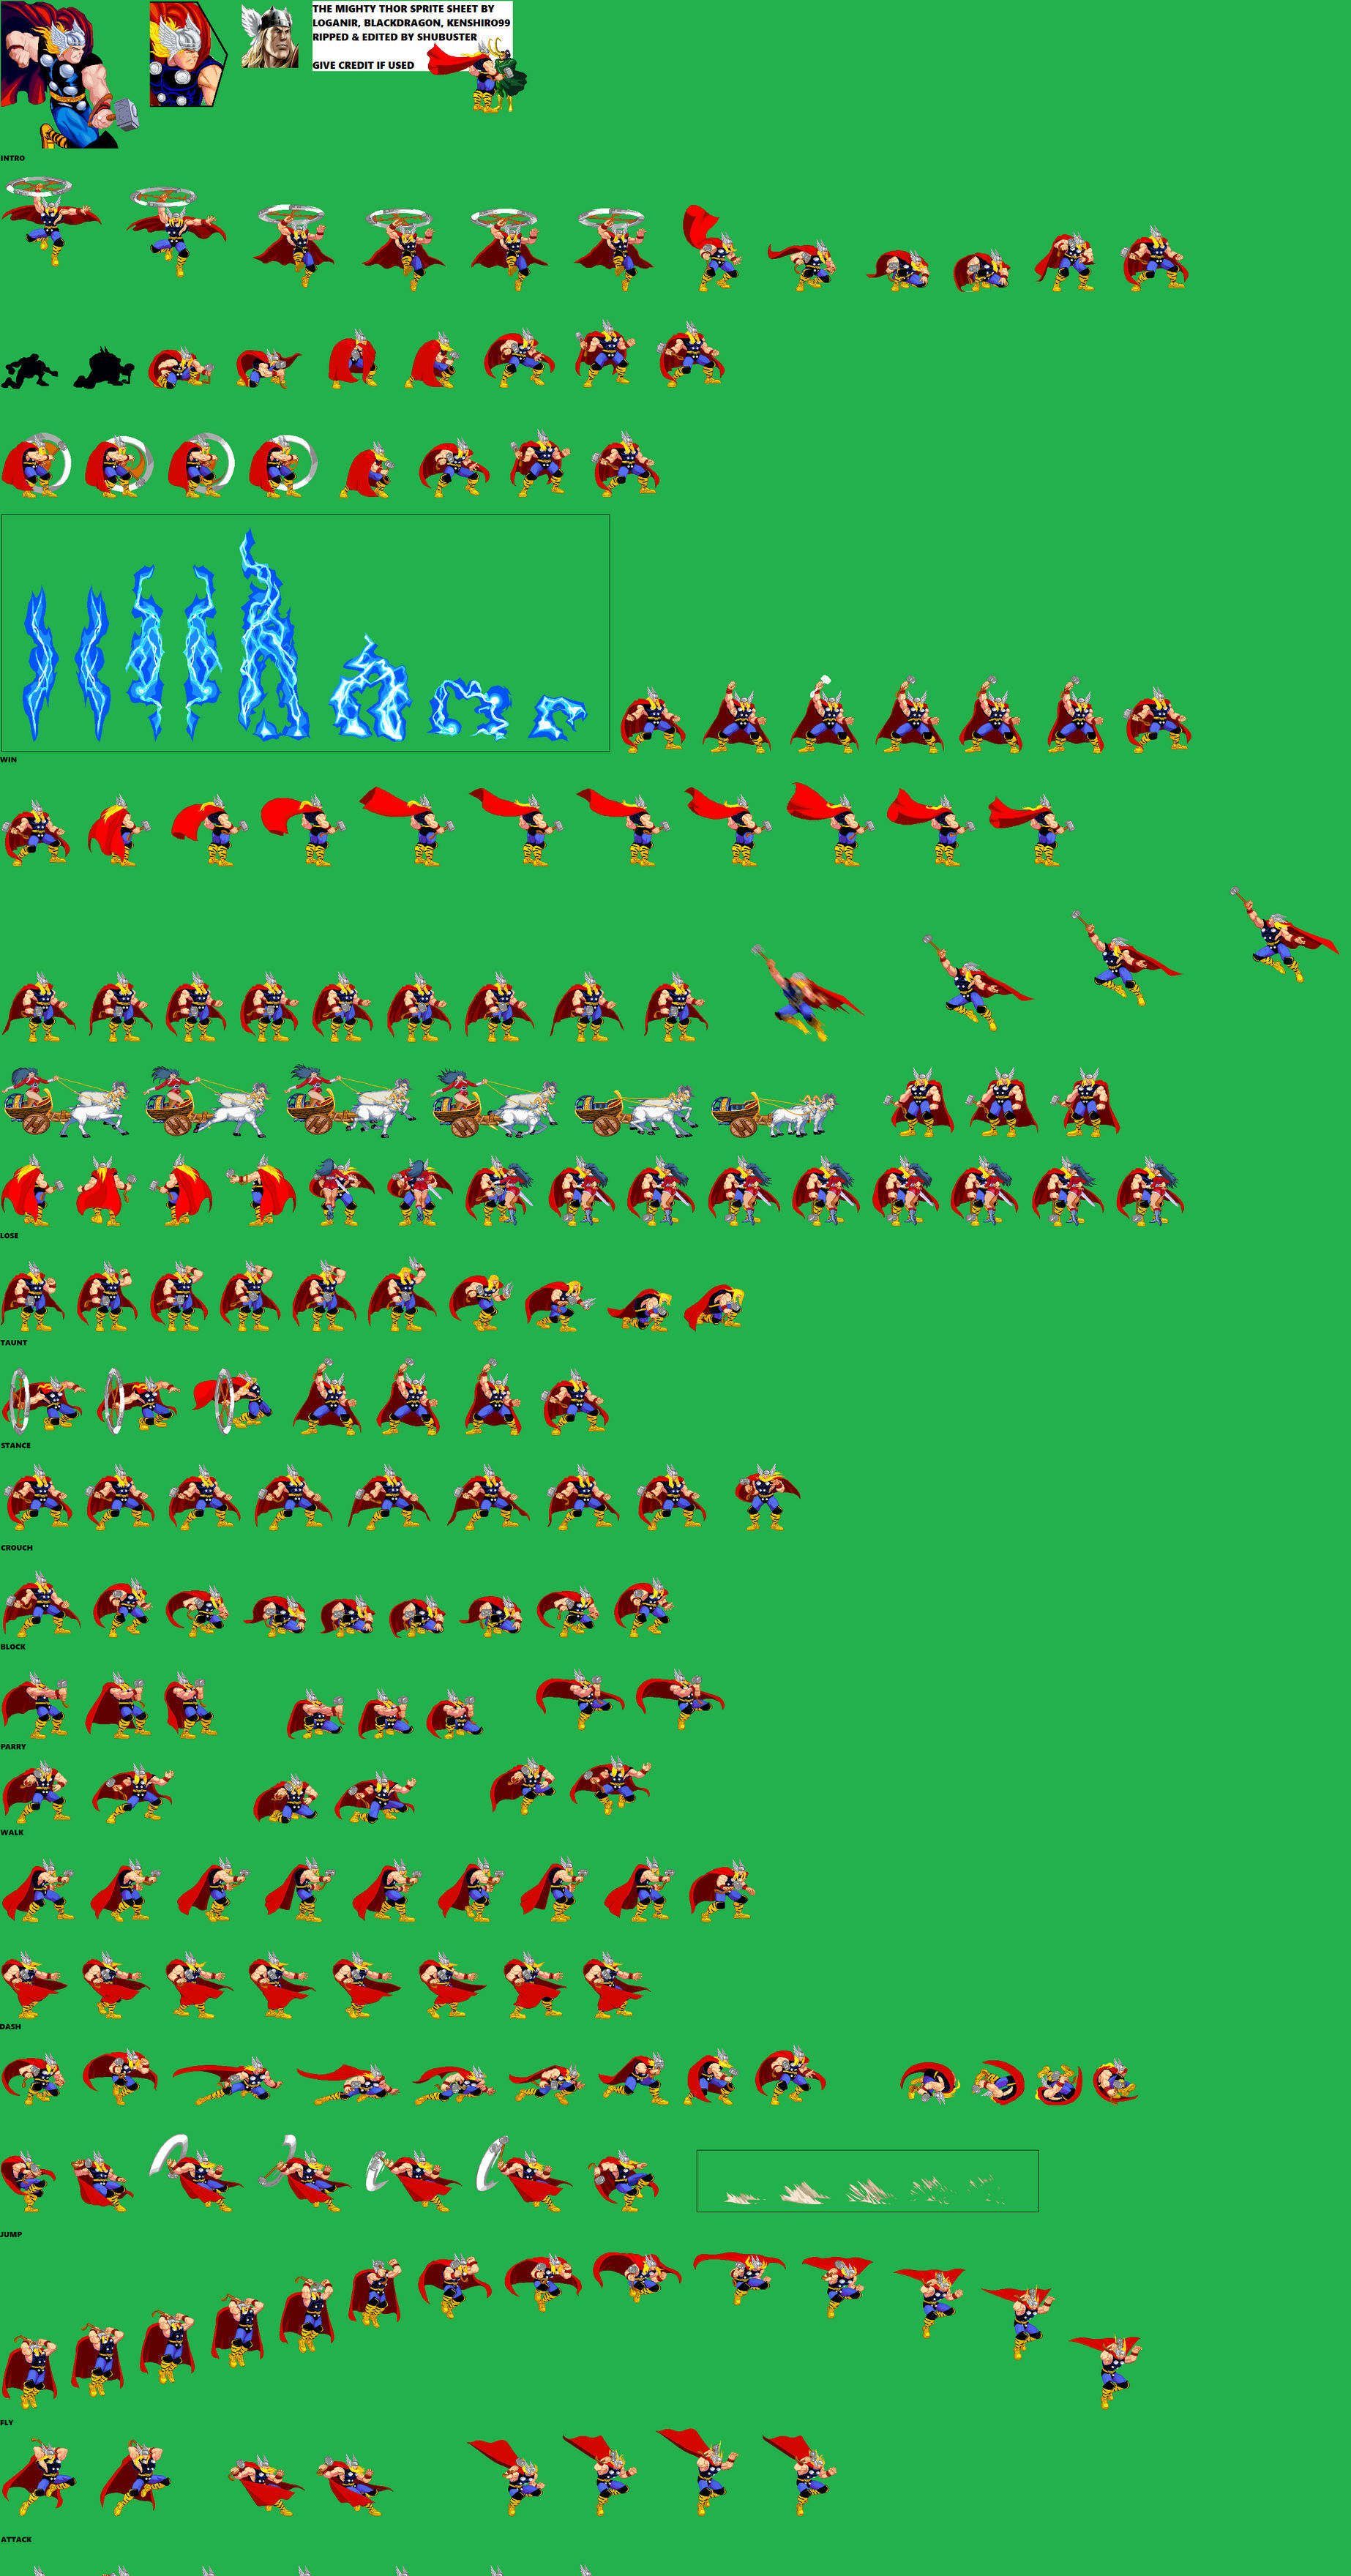 THE MIGHTY THOR SPRITE SHEET BY
LOGANIR, BLACKDRAGON, KENSHIRO99
RIPPED & EDITED BY SHUBUSTER
GIVE CREDIT IF USED
INTRO
WIN
LOSE
TAUNT
STANCE
CROUCH
BLOCK
PARRY
WALK
DASH
JUMP
FLY
ATTACK